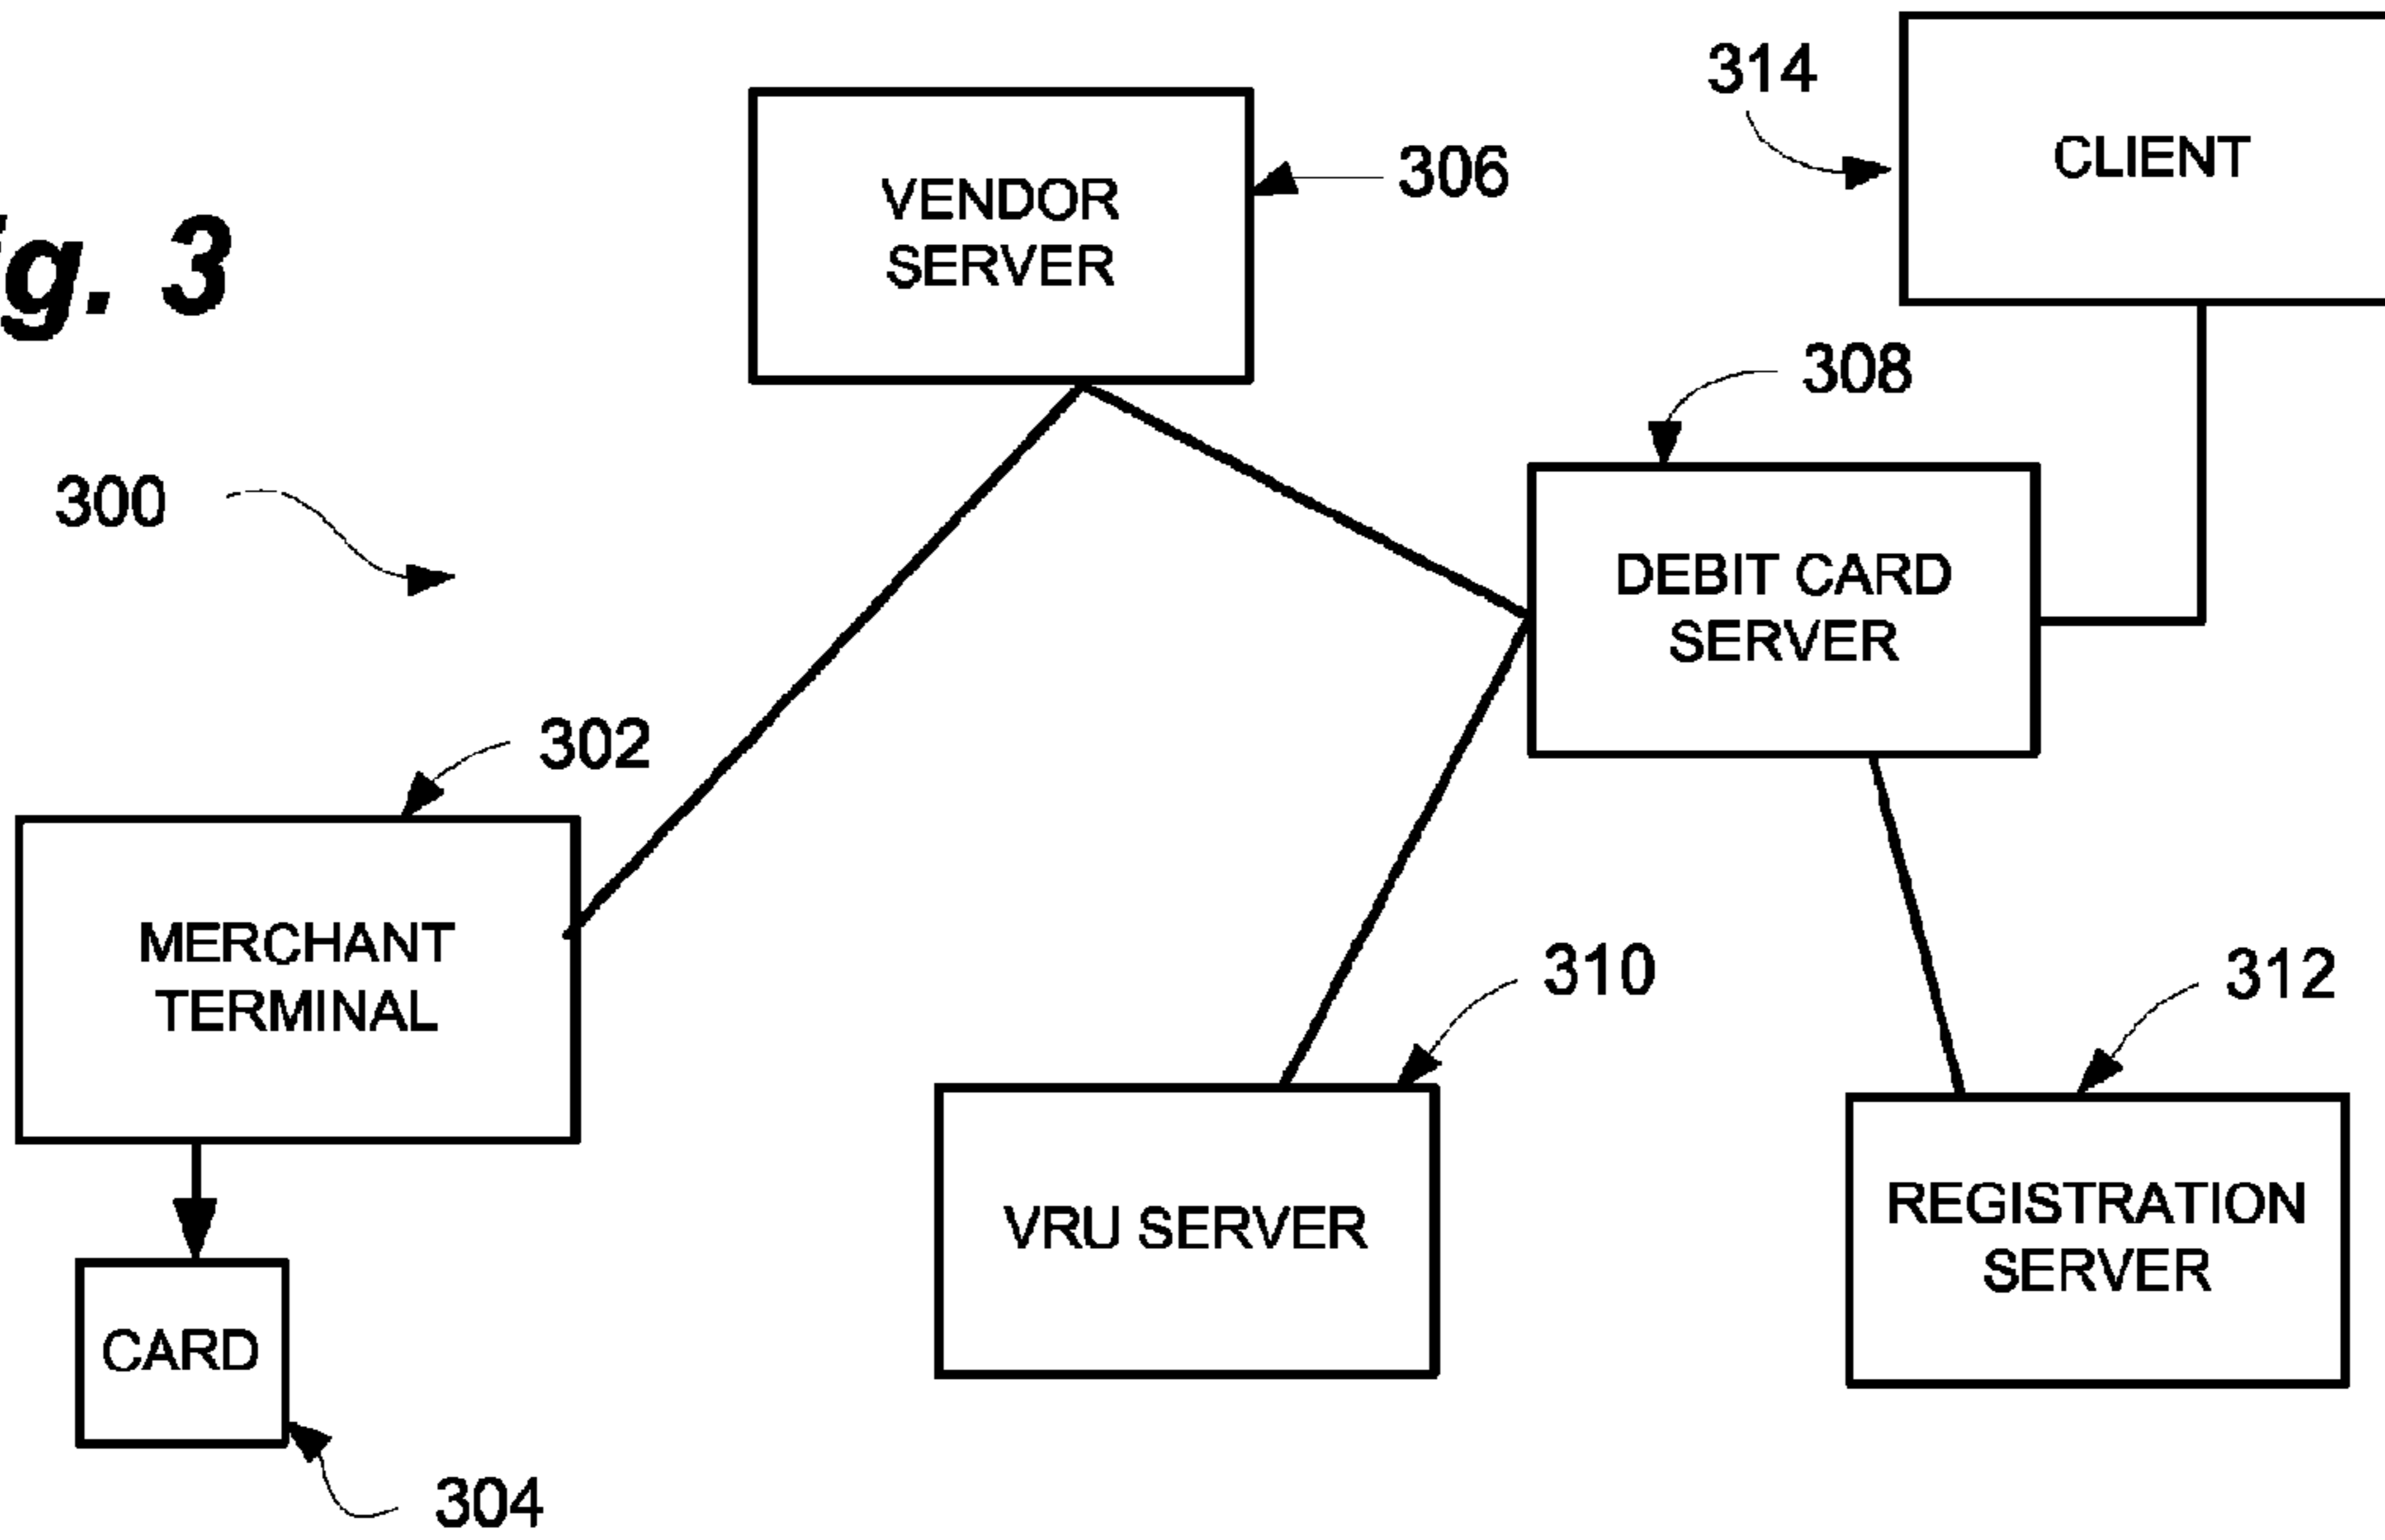 314
CLIENT
306
VENDOR
SERVER
g. 3
308
300
DEBIT CARD
SERVER
302
MERCHANT
TERMINAL
310
312
VRU SERVER
REGISTRATION
SERVER
CARD
304